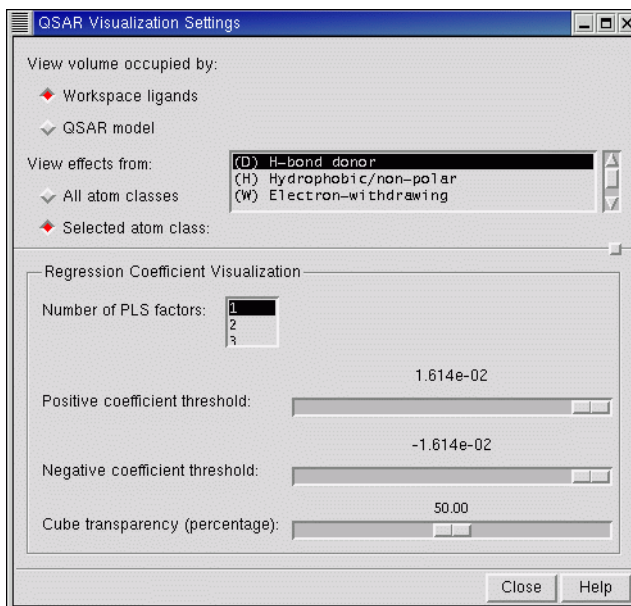 QSAR Visualization Settings
View volume occupied by:
Workspace ligands
QSAR model
View effects from:
(D) H-bond donor
(H) Hydrophobic/non-polar
(W) Electron-withdrawing
All atom classes
Selected atom class:
Regression Coefficient Visualization
Number of PLS factors:
1
2
3
1.614e-02
Positive coefficient threshold:
-1.614e-02
Negative coefficient threshold:
50.00
Cube transparency (percentage):
Close
Help